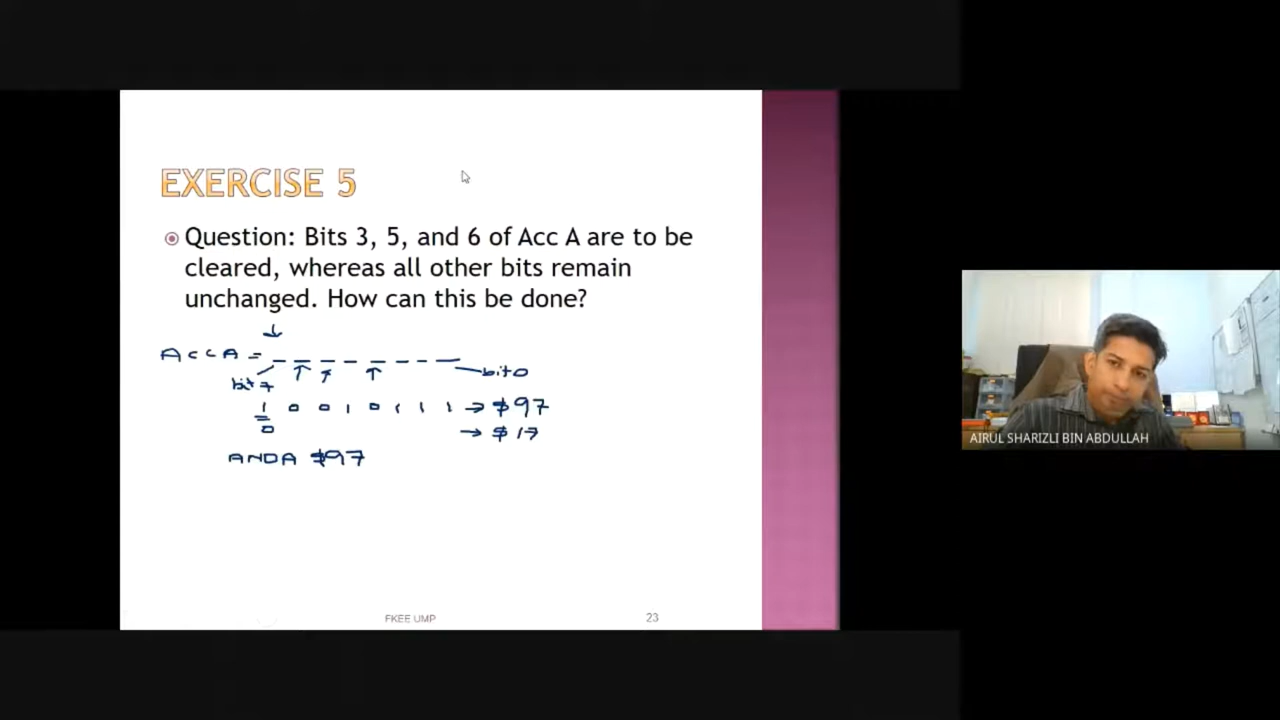 EXERCISE 5
Question: Bits 3, 5, and 6 of Acc A are to be
cleared, whereas all other bits remain
unchanged. How can this be done?
Acc A = _ _ _ _ _ _ _ _
bit 7
bit 0
1 0 0 1 0 1 1 1 → $97
0
→ $17
ANDA $97
FKEE UMP
23
AIRUL SHARIZLI BIN ABDULLAH